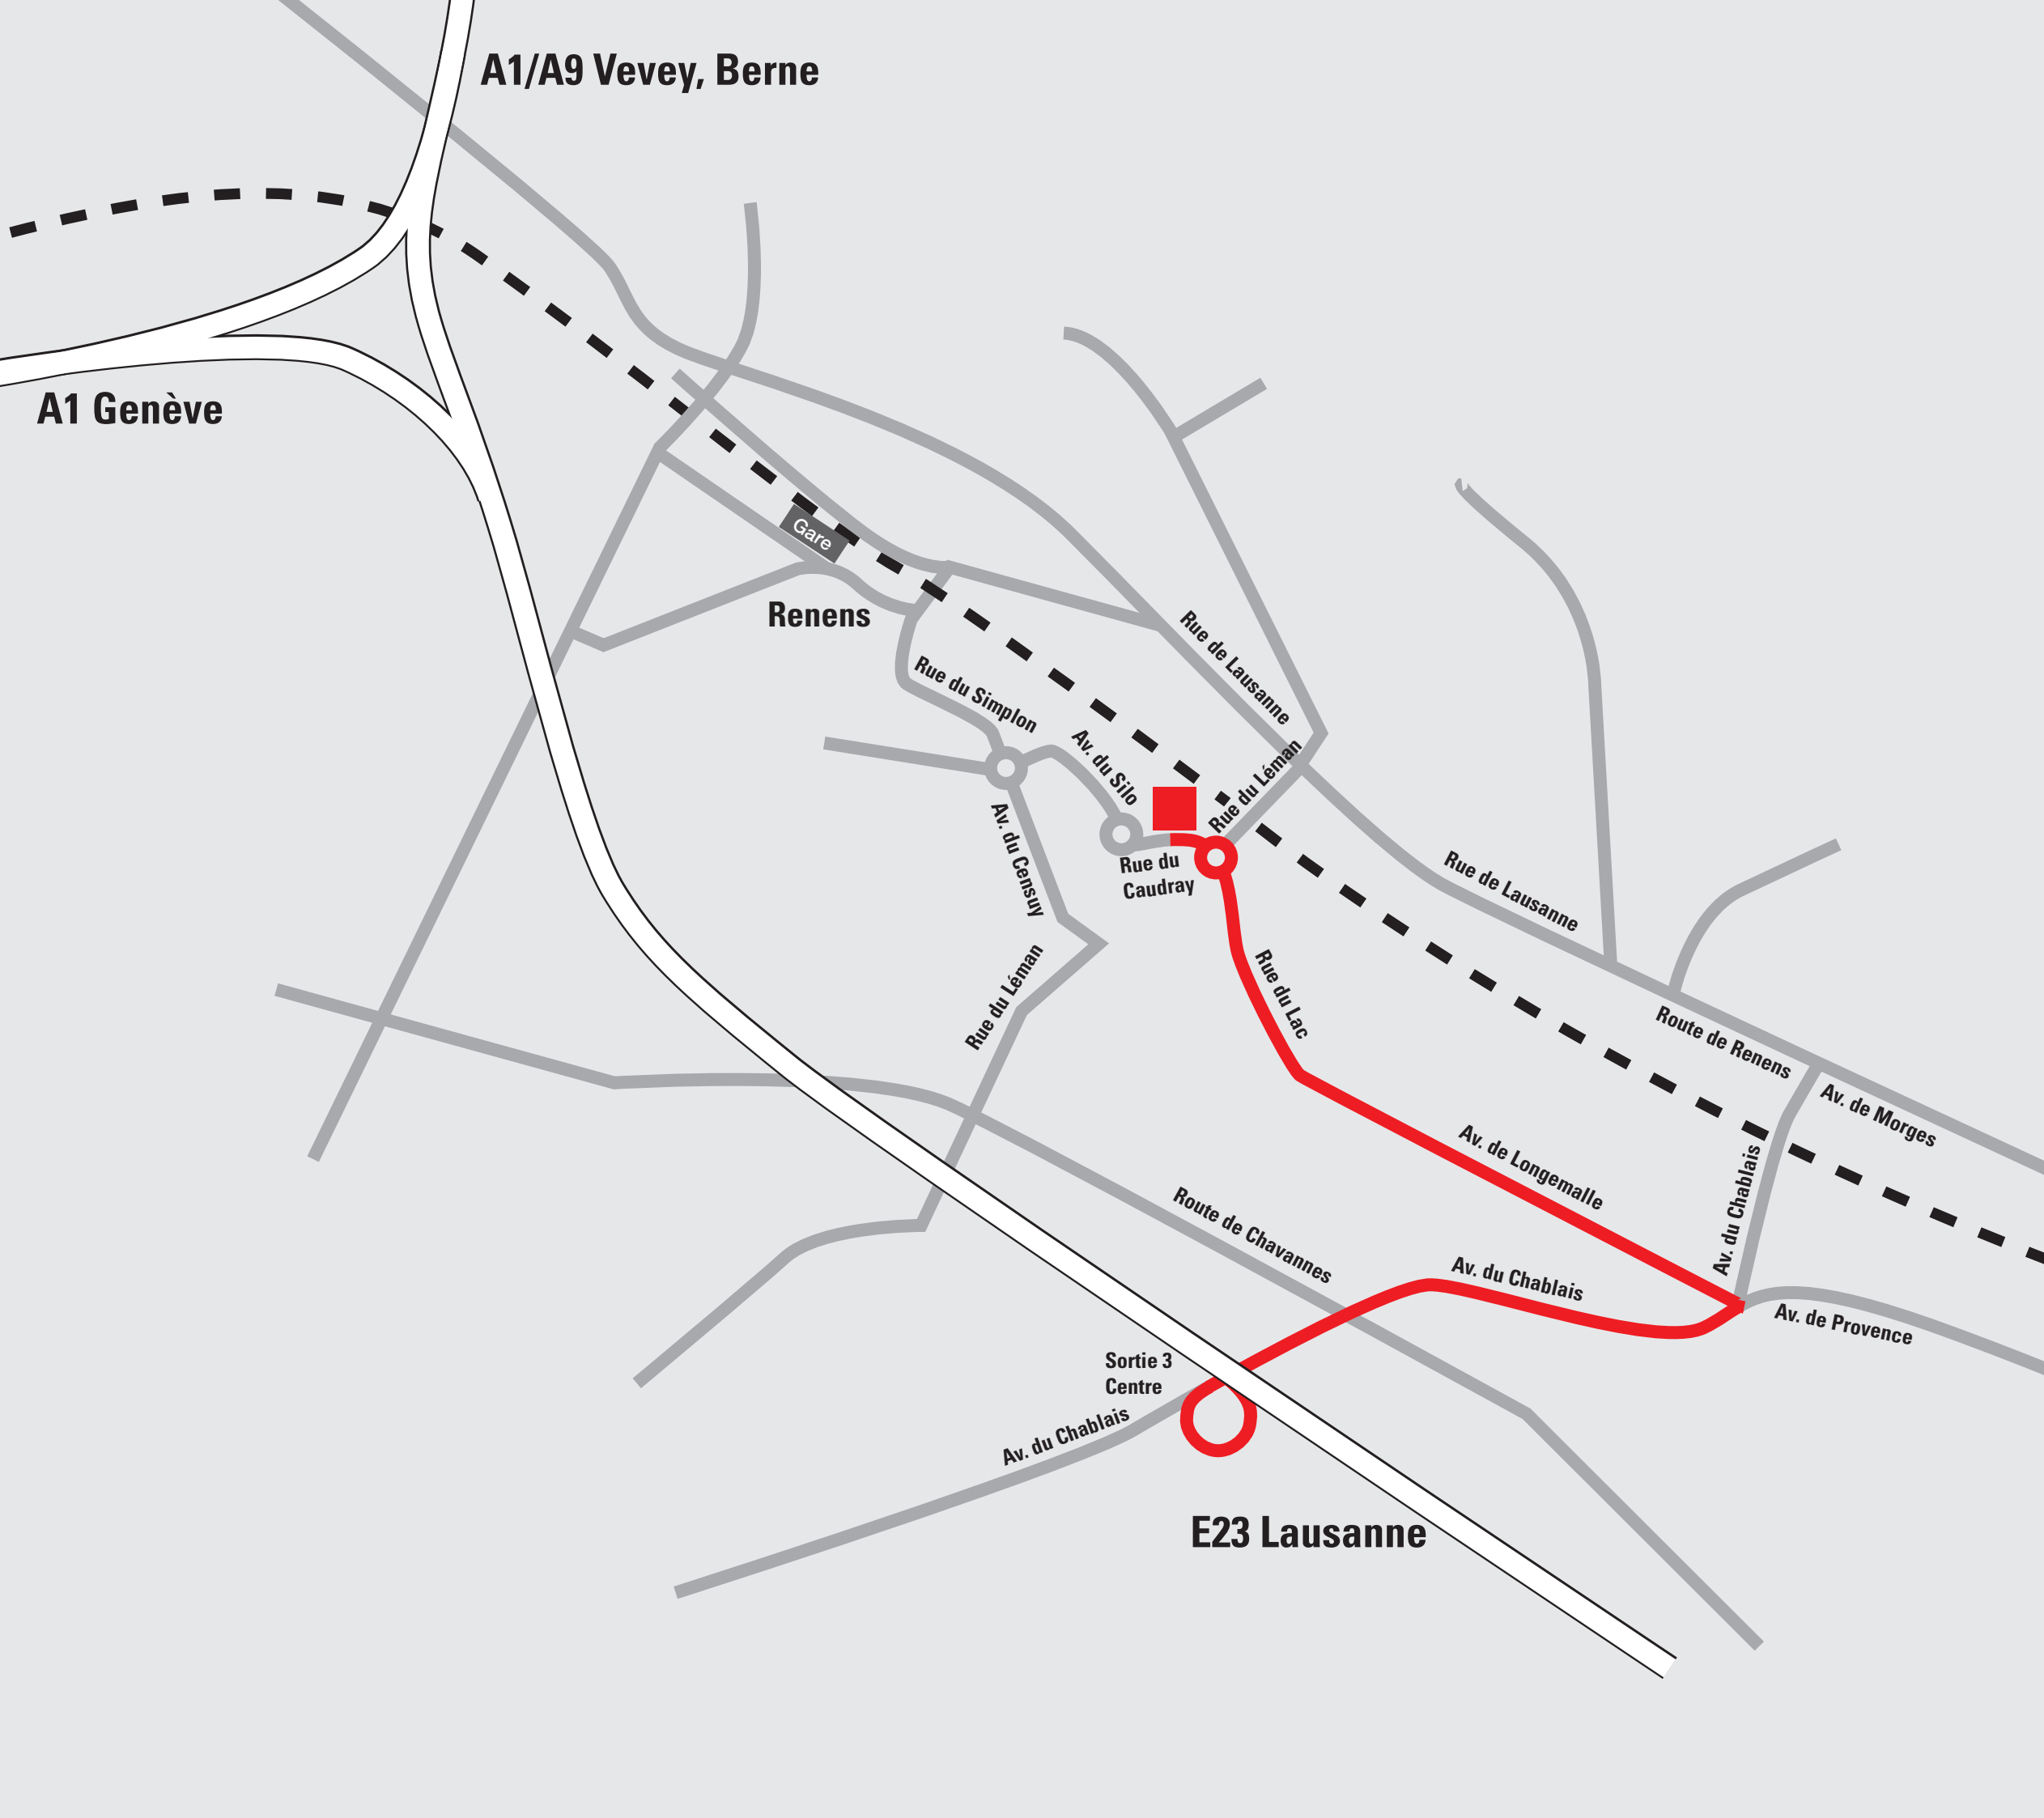 A1/A9 Vevey, Berne
A1 Genève
Gare
Renens
Rue de Lausanne
Rue du Simplon
Av. du Silo
Rue du Léman
Av. du Censuy
Rue du
Caudray
Rue de Lausanne
Rue du Léman
Rue du Lac
Route de Renens
Av. de Morges
Av. de Longemalle
Av. du Chablais
Route de Chavannes
Av. du Chablais
Av. de Provence
Sortie 3
Centre
Av. du Chablais
E23 Lausanne